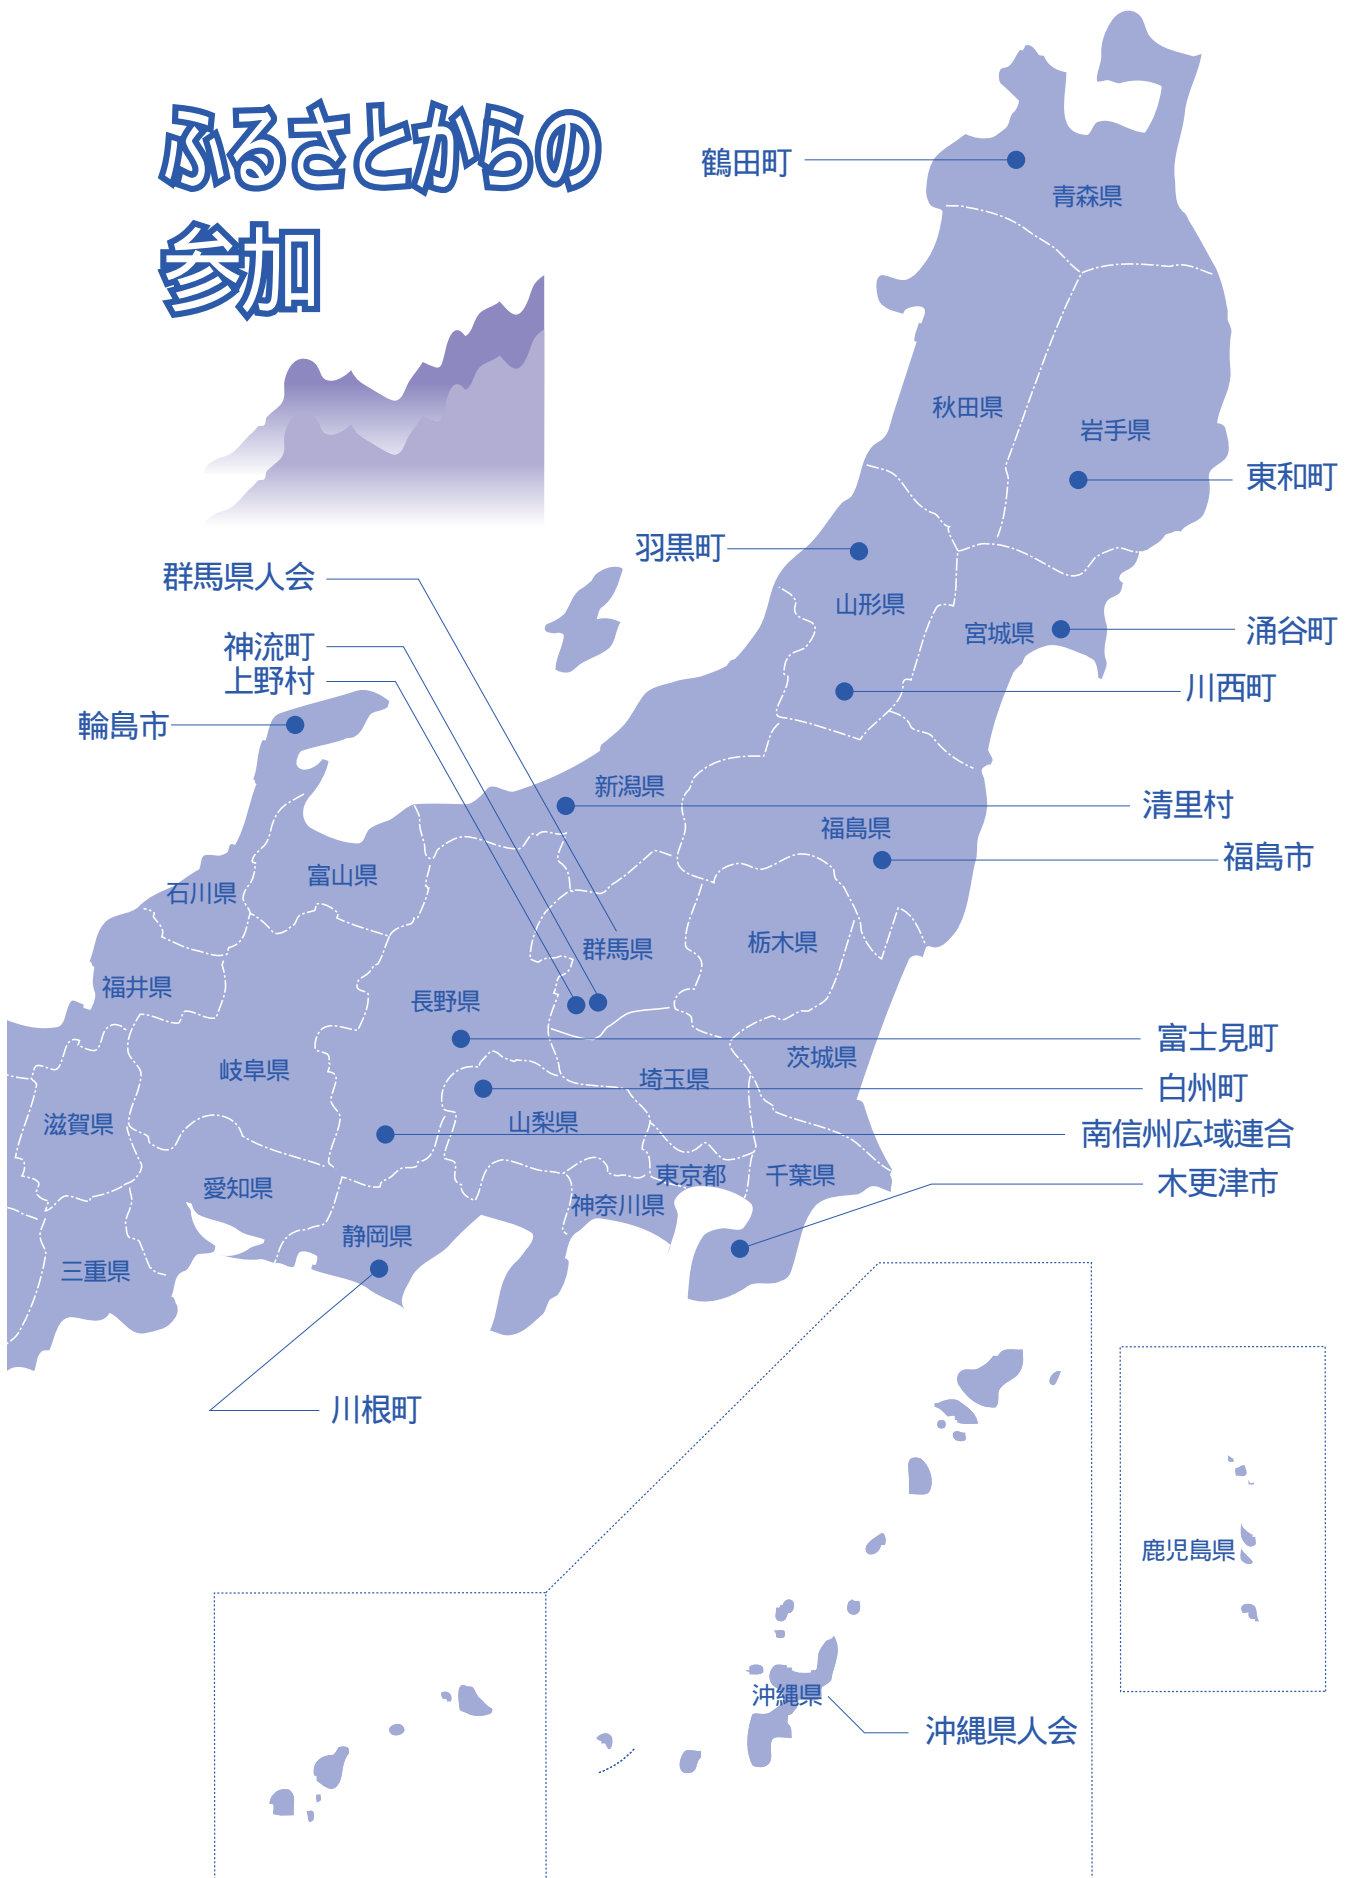 ふるさとからの
参加
鶴田町
青森県
秋田県
岩手県
東和町
羽黒町
群馬県人会
山形県
宮城県
涌谷町
神流町
上野村
川西町
輪島市
新潟県
清里村
福島県
福島市
富山県
石川県
群馬県
栃木県
福井県
長野県
富士見町
茨城県
岐阜県
埼玉県
白州町
滋賀県
山梨県
南信州広域連合
東京都
千葉県
木更津市
愛知県
神奈川県
静岡県
三重県
川根町
鹿児島県
沖縄県
沖縄県人会